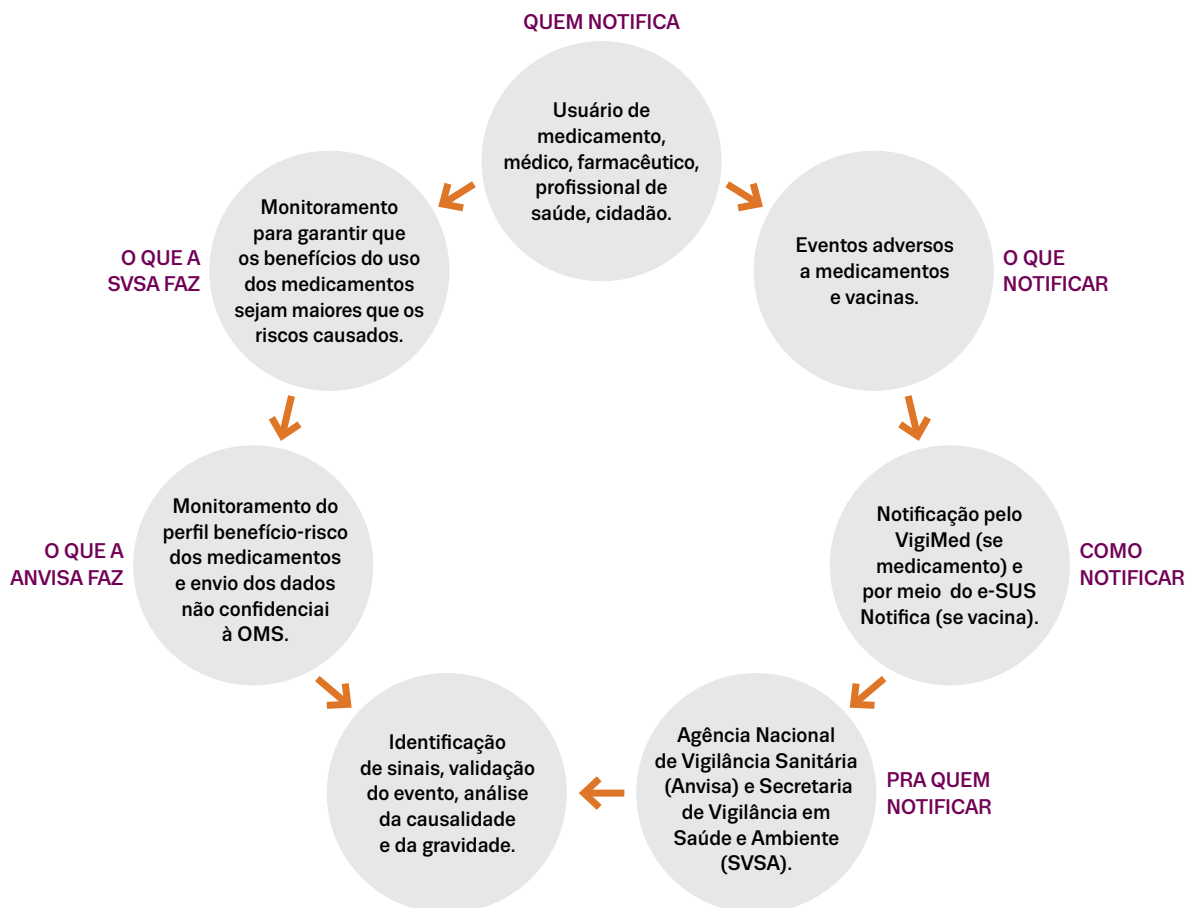 QUEM NOTIFICA
Usuário de
medicamento,
médico, farmacêutico,
profissional de
saúde, cidadão.
Eventos adversos
a medicamentos
e vacinas.
O QUE
NOTIFICAR
Notificação pelo
VigiMed (se
medicamento) e
por meio do e-SUS
Notifica (se vacina).
COMO
NOTIFICAR
Agência Nacional
de Vigilância Sanitária
(Anvisa) e Secretaria
de Vigilância em
Saúde e Ambiente
(SVSA).
PRA QUEM
NOTIFICAR
Identificação
de sinais, validação
do evento, análise
da causalidade
e da gravidade.
O QUE A
ANVISA FAZ
Monitoramento do
perfil benefício-risco
dos medicamentos
e envio dos dados
não confidenciai
à OMS.
O QUE A
SVSA FAZ
Monitoramento
para garantir que
os benefícios do uso
dos medicamentos
sejam maiores que os
riscos causados.